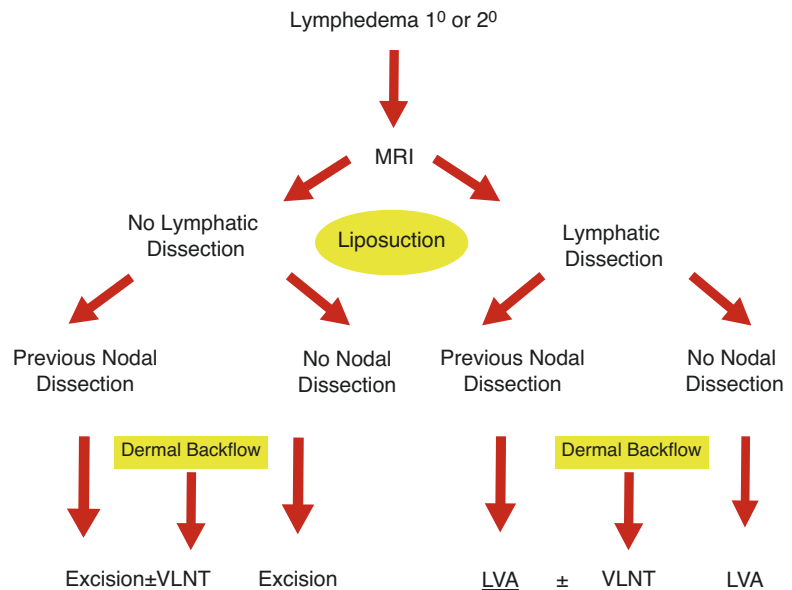 Lymphedema 1⁰ or 2⁰
MRI
No Lymphatic
Dissection
Liposuction
Lymphatic
Dissection
Previous Nodal
Dissection
No Nodal
Dissection
Previous Nodal
Dissection
No Nodal
Dissection
Dermal Backflow
Dermal Backflow
Excision±VLNT
Excision
LVA ± VLNT
LVA